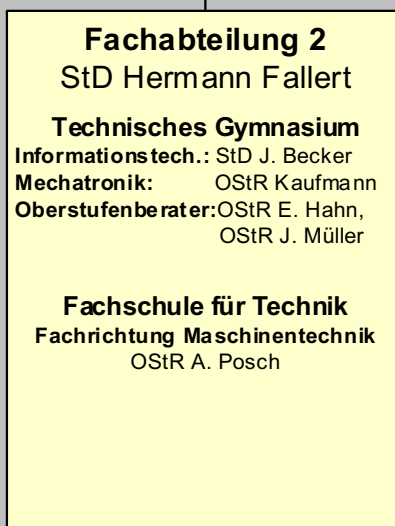 Fachabteilung 2
StD Hermann Fallert
Technisches Gymnasium
Informationstech.: StD J. Becker
Mechatronik: OStR Kaufmann
Oberstufenberater:OStR E. Hahn,
OStR J. Müller
Fachschule für Technik
Fachrichtung Maschinentechnik
OStR A. Posch